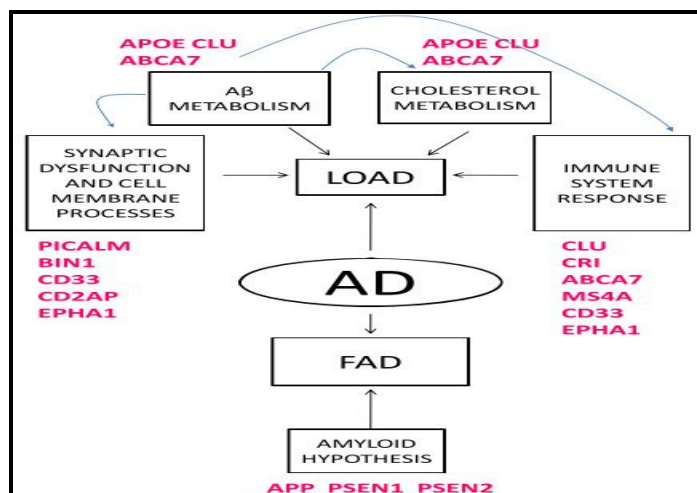 APOE CLU
ABCA7
APOE CLU
ABCA7
Aβ
METABOLISM
CHOLESTEROL
METABOLISM
SYNAPTIC
DYSFUNCTION
AND CELL
MEMBRANE
PROCESSES
LOAD
IMMUNE
SYSTEM
RESPONSE
PICALM
BIN1
CD33
CD2AP
EPHA1
CLU
CRI
ABCA7
MS4A
CD33
EPHA1
AD
FAD
AMYLOID
HYPOTHESIS
APP PSEN1 PSEN2